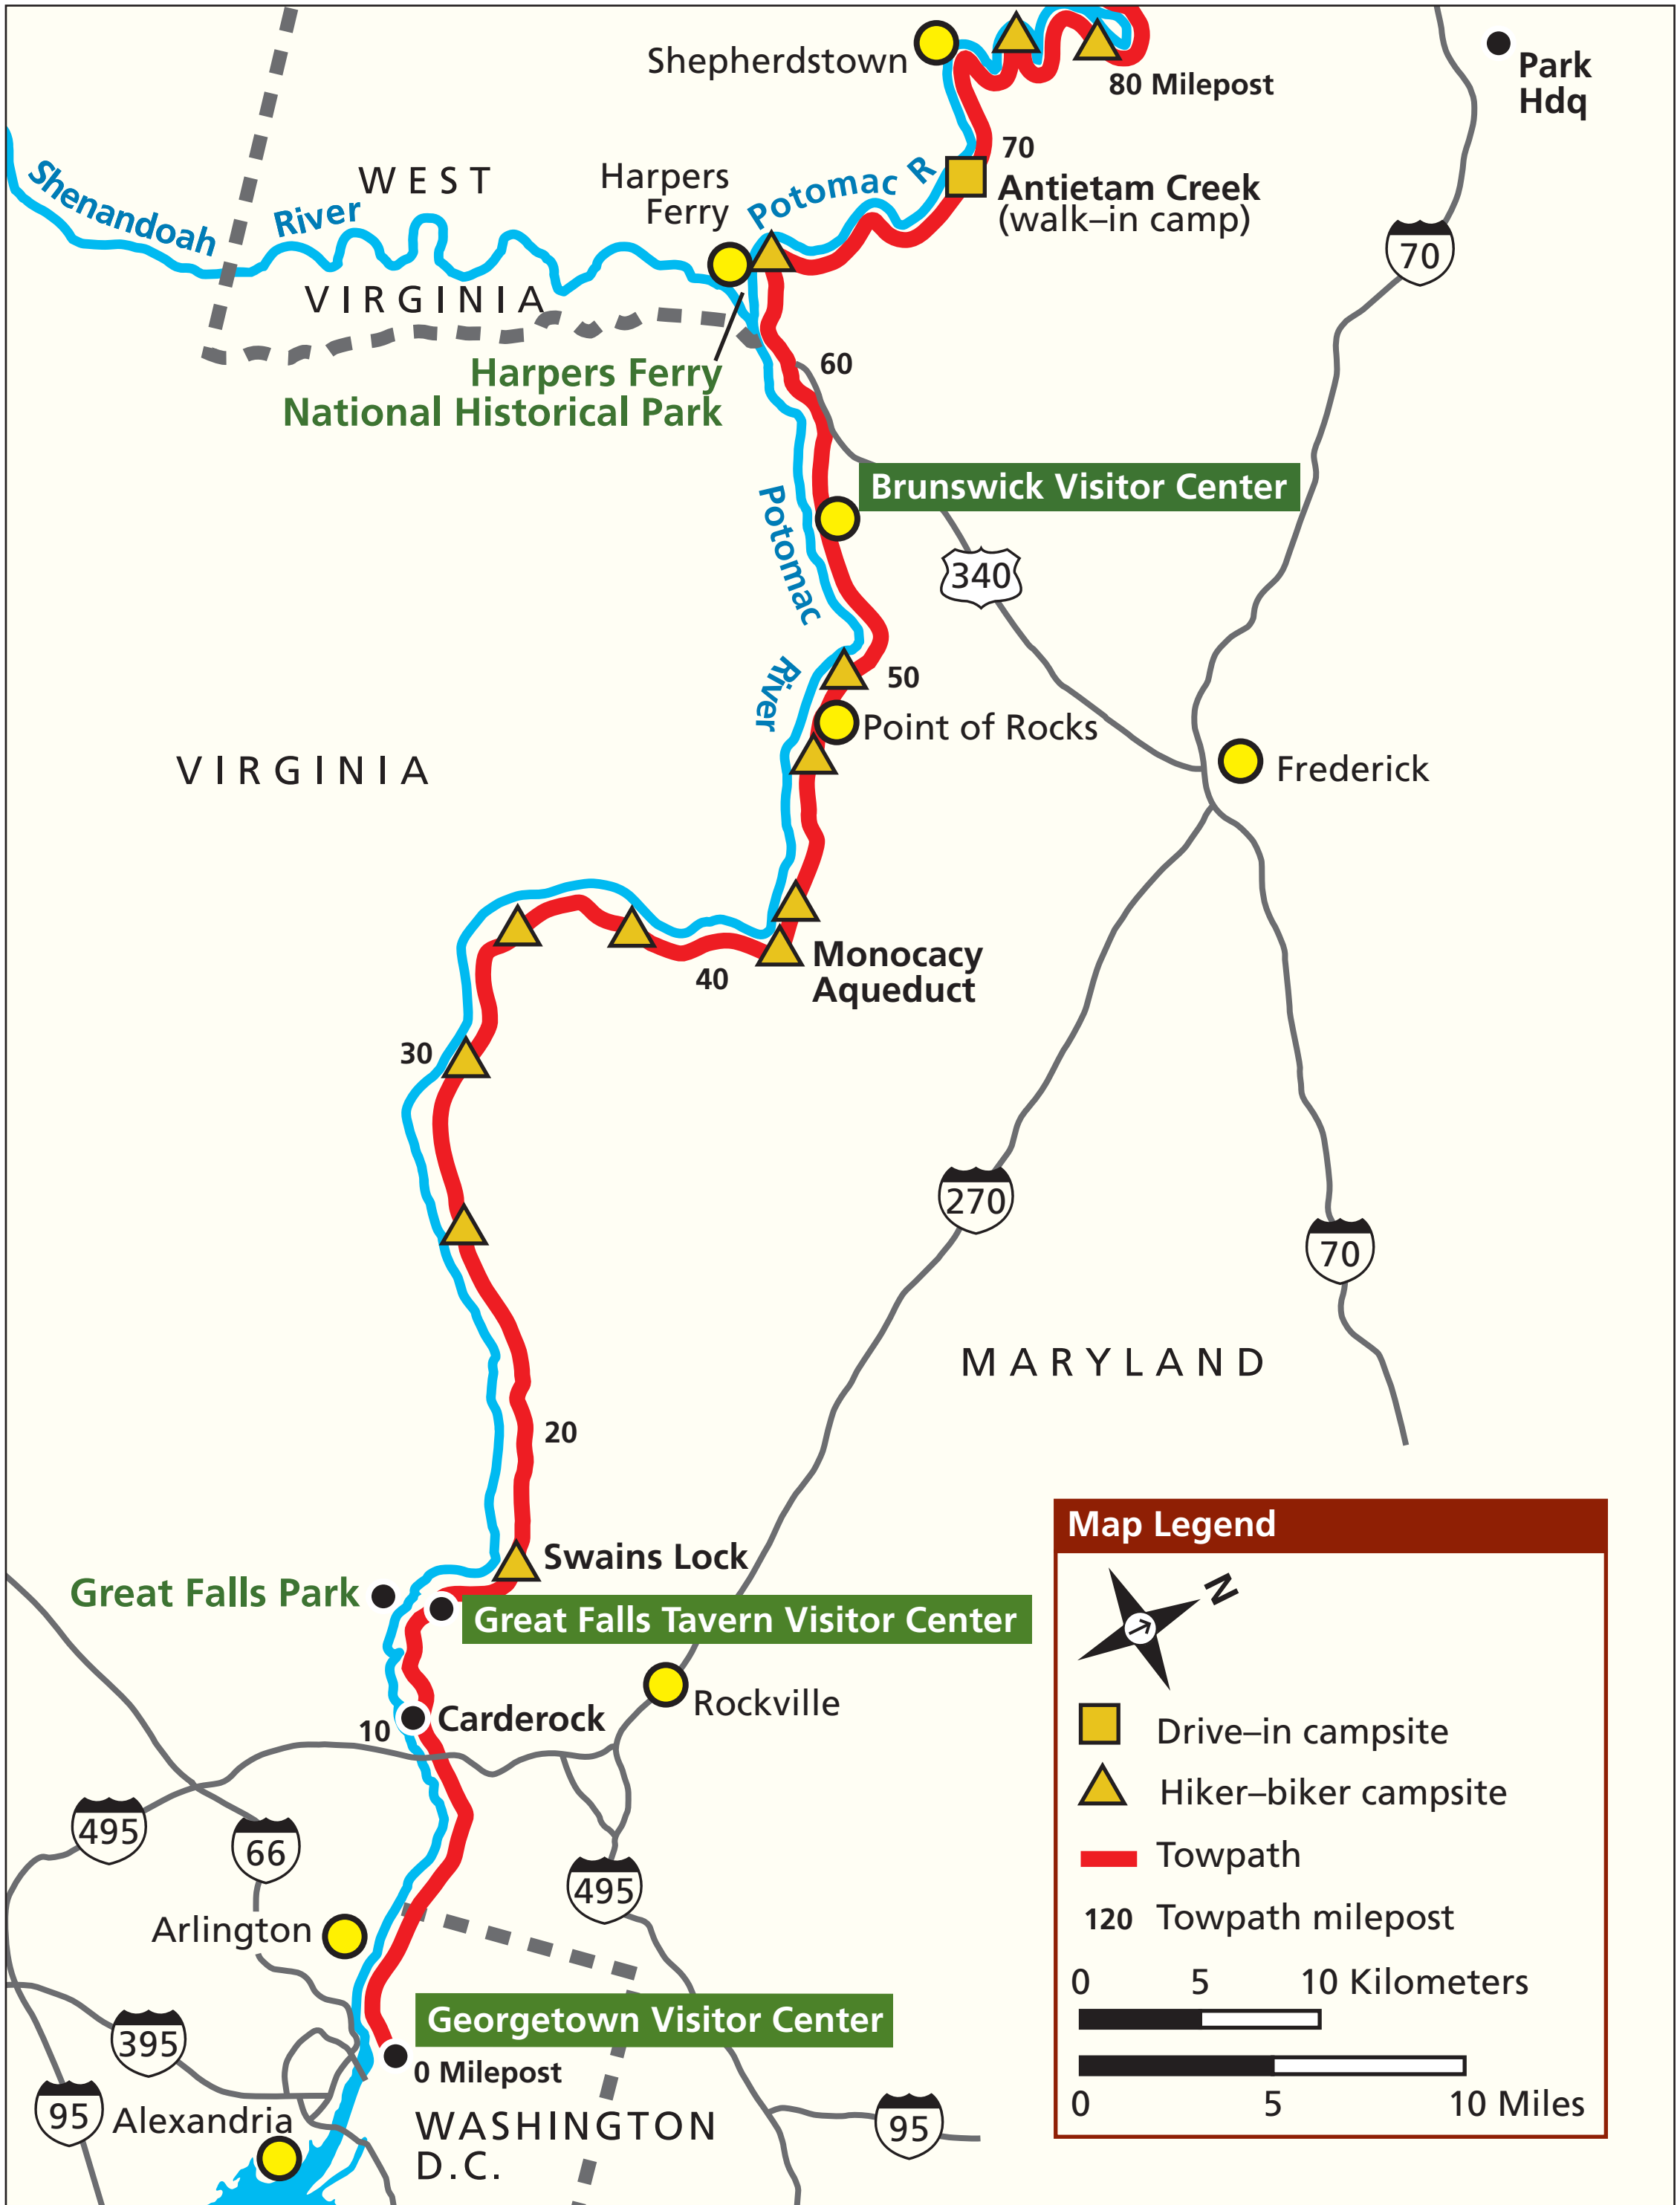 Shepherdstown
80 Milepost
Park
Hdq
70
Antietam Creek
(walk–in camp)
Harpers
Ferry
Potomac R
WEST
VIRGINIA
Shenandoah River
70
60
Harpers Ferry
National Historical Park
Brunswick Visitor Center
340
Potomac River
50
Point of Rocks
Frederick
VIRGINIA
Monocacy
Aqueduct
40
30
270
70
MARYLAND
20
Swains Lock
Great Falls Park
Great Falls Tavern Visitor Center
Rockville
Carderock
10
495
66
495
Arlington
Georgetown Visitor Center
0 Milepost
395
95
Alexandria
WASHINGTON
D.C.
95
Map Legend
N
Drive–in campsite
Hiker–biker campsite
Towpath
120 Towpath milepost
0 5 10 Kilometers
0 5 10 Miles